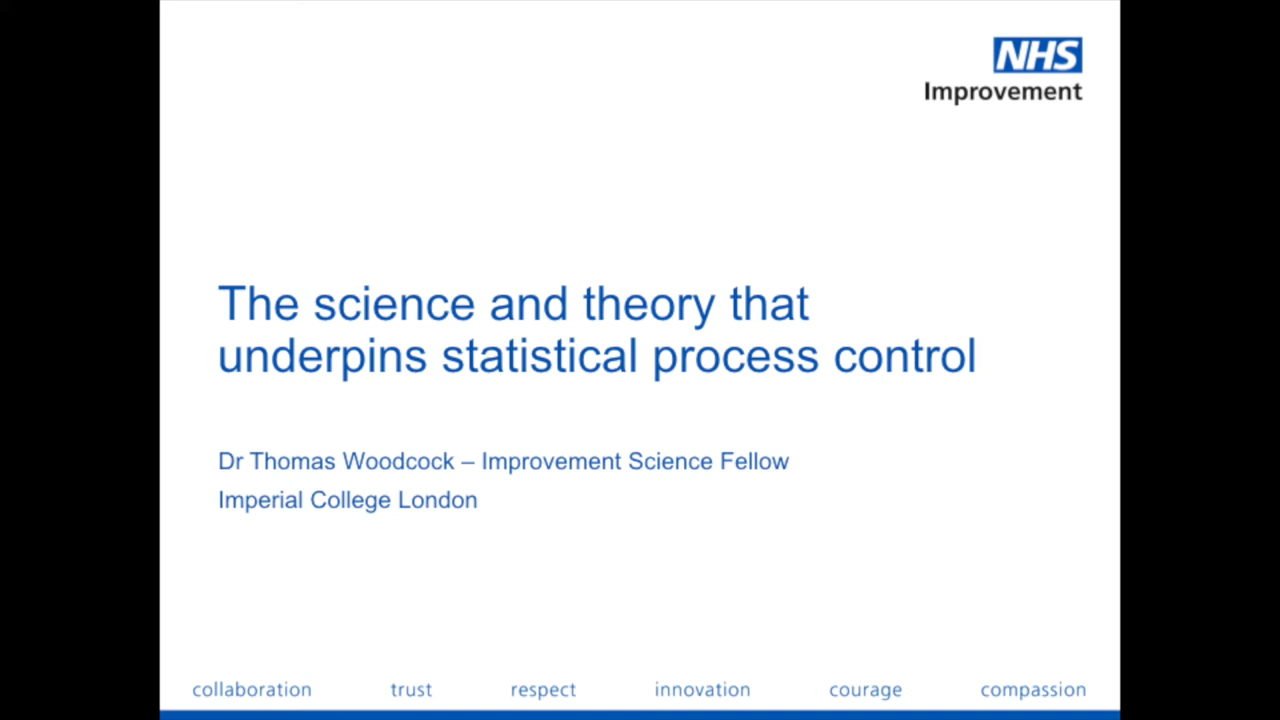 NHS
Improvement
The science and theory that
underpins statistical process control
Dr Thomas Woodcock – Improvement Science Fellow
Imperial College London
collaboration trust respect innovation courage compassion